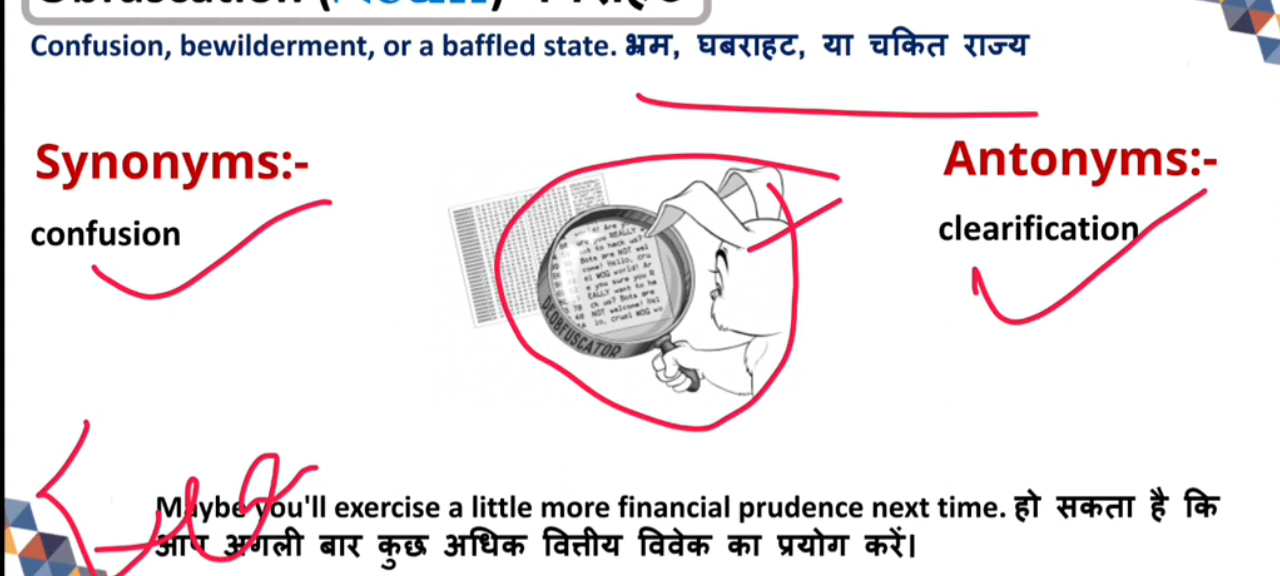 Confusion, bewilderment, or a baffled state. भ्रम, घबराहट, या चकित राज्य
Synonyms:-
Antonyms:-
confusion
clearification
DEOBFUSCATOR
Maybe you'll exercise a little more financial prudence next time. हो सकता है कि
आप अगली बार कुछ अधिक वित्तीय विवेक का प्रयोग करें।